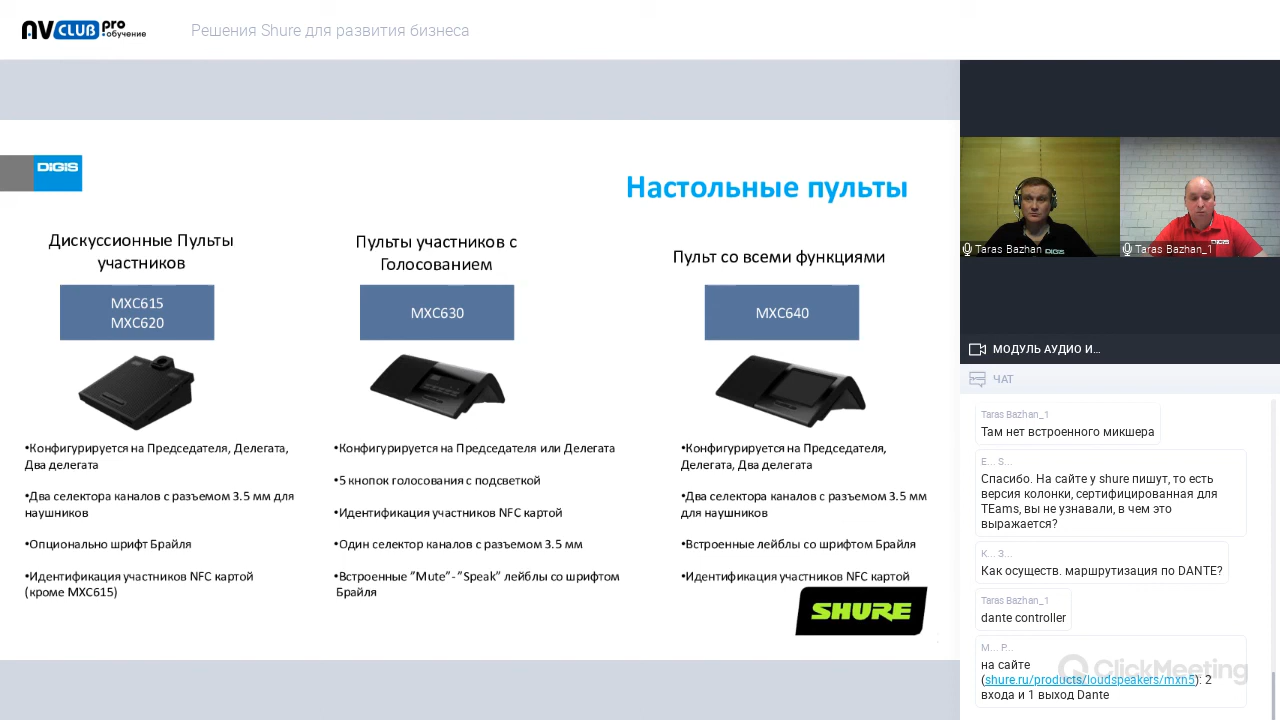 AV CLUB pro
•обучение
Решения Shure для развития бизнеса
DIGIS
Настольные пульты
Дискуссионные Пульты
участников
MXC615
MXC620
•Конфигурируется на Председателя, Делегата,
Два делегата
•Два селектора каналов с разъемом 3.5 мм для
наушников
•Опционально шрифт Брайля
•Идентификация участников NFC картой
(кроме MXC615)
Пульты участников с
Голосованием
MXC630
•Конфигурируется на Председателя или Делегата
•5 кнопок голосования с подсветкой
•Идентификация участников NFC картой
•Один селектор каналов с разъемом 3.5 мм
•Встроенные ”Mute”- ”Speak” лейблы со шрифтом
Брайля
Пульт со всеми функциями
MXC640
•Конфигурируется на Председателя,
Делегата, Два делегата
•Два селектора каналов с разъемом 3.5 мм
для наушников
•Встроенные лейблы со шрифтом Брайля
•Идентификация участников NFC картой
SHURE
DIGIS
Taras Bazhan
Taras Bazhan_1
МОДУЛЬ АУДИО И...
ЧАТ
Taras Bazhan_1
Там нет встроенного микшера
E... S...
Спасибо. На сайте у shure пишут, то есть
версия колонки, сертифицированная для
TEams, вы не узнавали, в чем это
выражается?
К... З...
Как осуществ. маршрутизация по DANTE?
Taras Bazhan_1
dante controller
М... Р...
на сайте
(shure.ru/products/loudspeakers/mxn5): 2
входа и 1 выход Dante
ClickMeeting